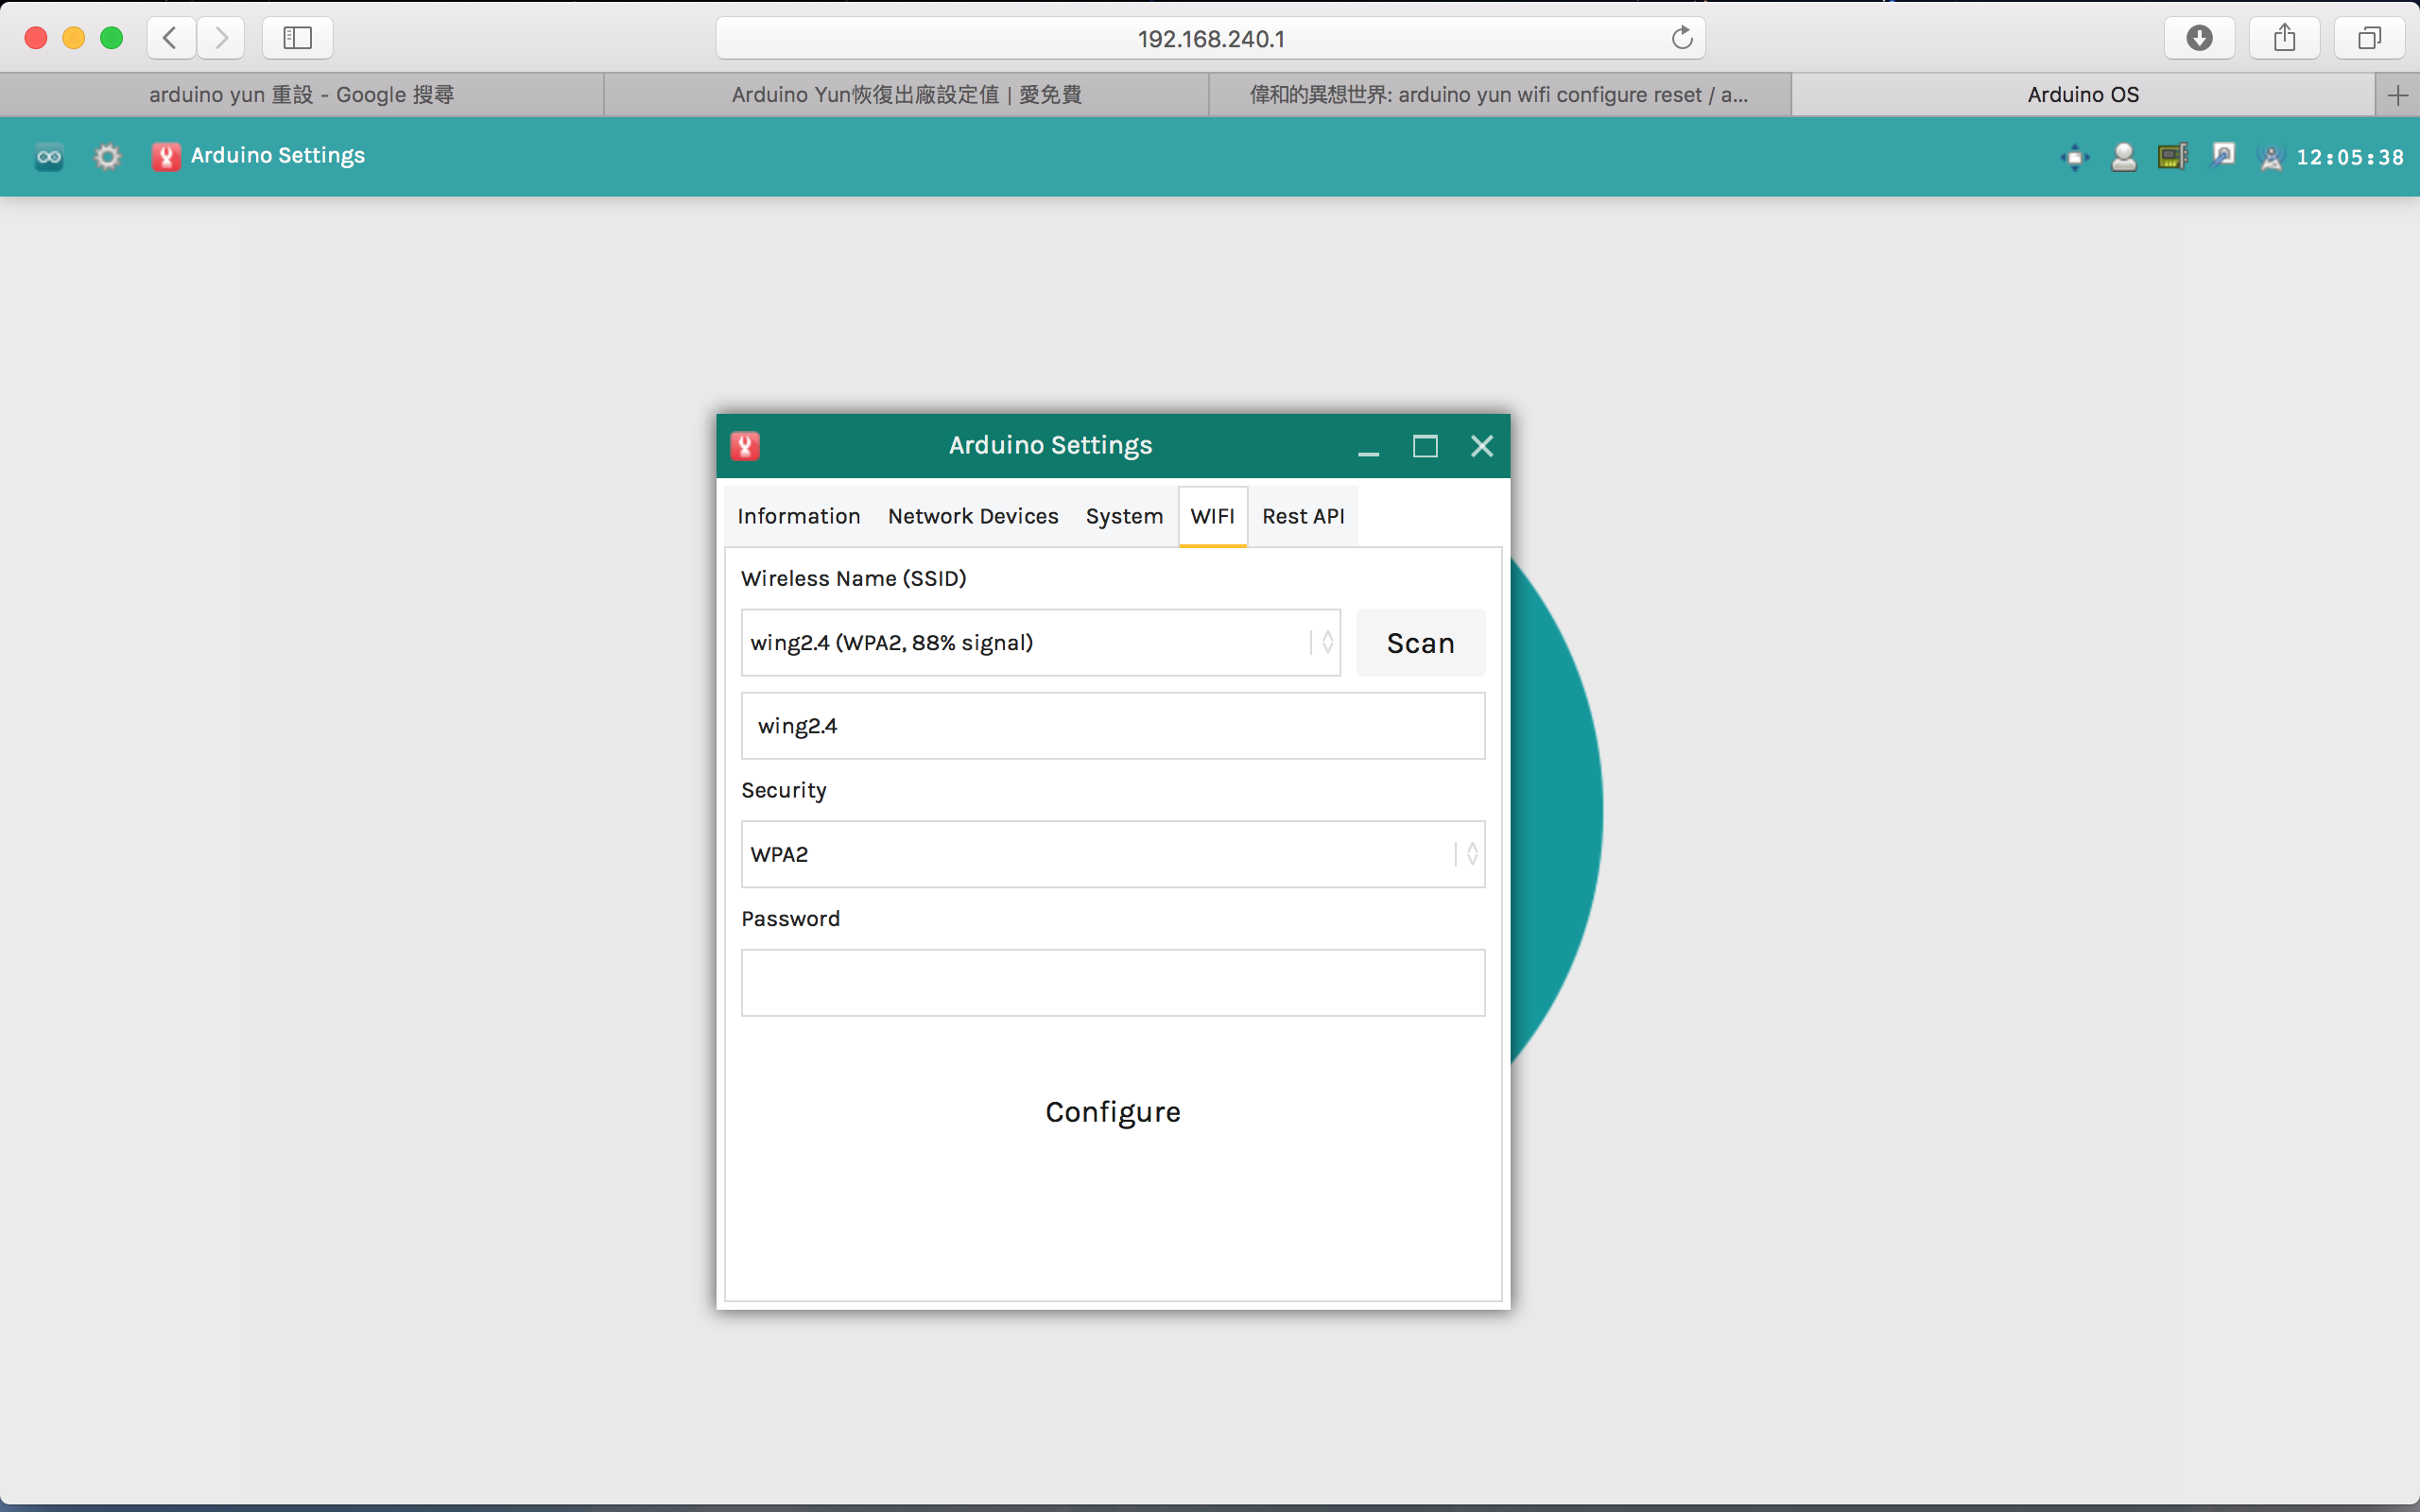 192.168.240.1
arduino yun 重設 - Google 搜尋
Arduino Yun恢復出廠設定值 | 愛免費
偉和的異想世界: arduino yun wifi configure reset / a...
Arduino OS
Arduino Settings
12:05:38
Arduino Settings
Information
Network Devices
System
WIFI
Rest API
Wireless Name (SSID)
wing2.4 (WPA2, 88% signal)
Scan
wing2.4
Security
WPA2
Password
Configure